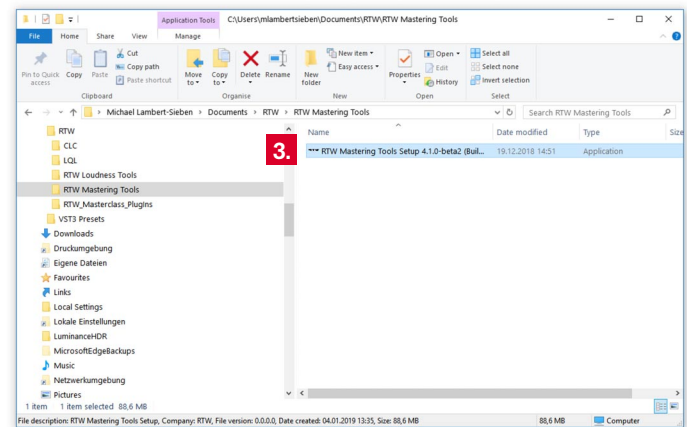 Application Tools C:\Users\mlambertsieben\Documents\RTW\RTW Mastering Tools
File Home Share View Manage
Pin to Quick access
Copy
Paste
Cut
Copy path
Paste shortcut
Move to
Copy to
Delete
Rename
New folder
New item
Easy access
Properties
Open
Edit
History
Select all
Select none
Invert selection
Clipboard Organise New Open Select
Michael Lambert-Sieben › Documents › RTW › RTW Mastering Tools
Search RTW Mastering Tools
Name Date modified Type Size
3.
RTW Mastering Tools Setup 4.1.0-beta2 (Buil... 19.12.2018 14:51 Application
RTW
CLC
LQL
RTW Loudness Tools
RTW Mastering Tools
RTW_Masterclass_PlugIns
VST3 Presets
Downloads
Druckumgebung
Eigene Dateien
Favourites
Links
Local Settings
Lokale Einstellungen
LuminanceHDR
MicrosoftEdgeBackups
Music
Netzwerkumgebung
Pictures
1 item 1 item selected 88,6 MB
File description: RTW Mastering Tools Setup, Company: RTW, File version: 0.0.0.0, Date created: 04.01.2019 13:35, Size: 88,6 MB 88,6 MB Computer